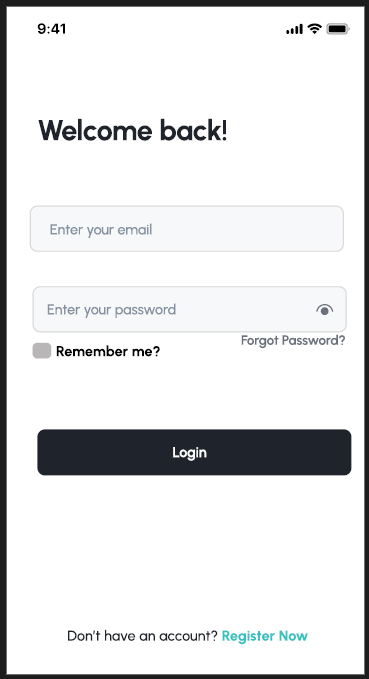 9:41
Welcome back!
Enter your email
Enter your password
Forgot Password?
Remember me?
Login
Don't have an account? Register Now